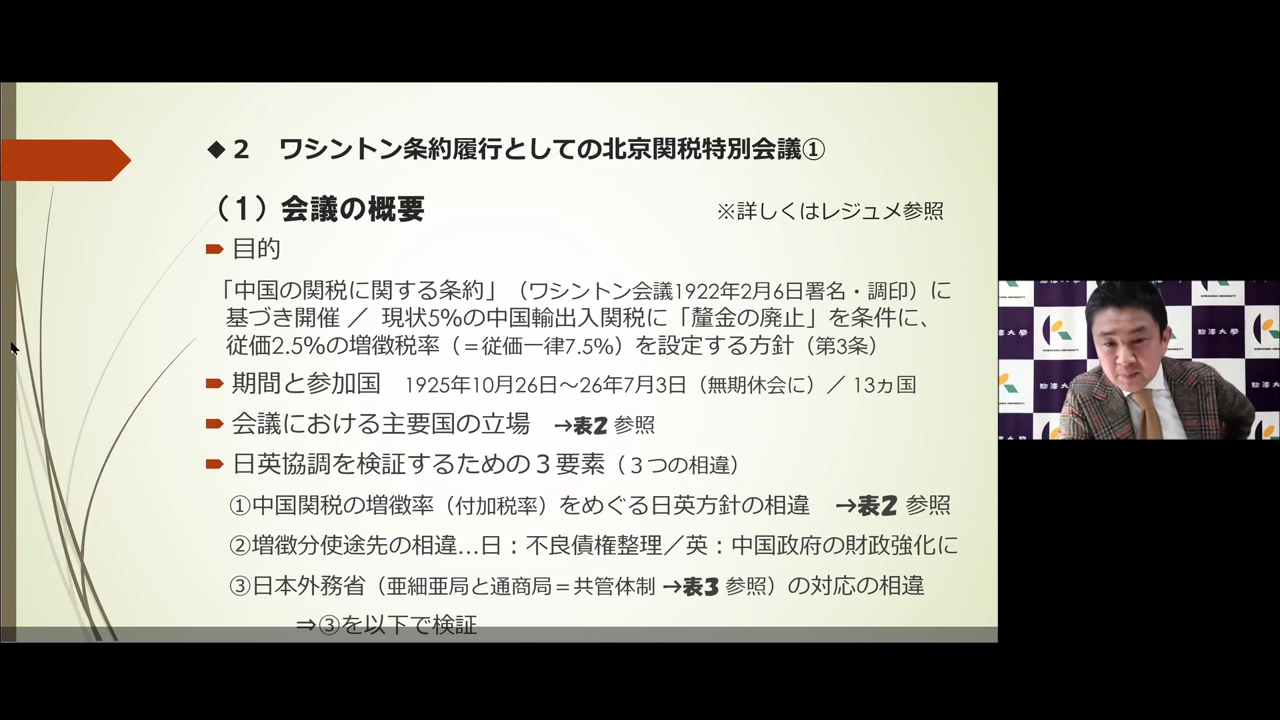 ◆２　ワシントン条約履行としての北京関税特別会議①
（1）会議の概要
※詳しくはレジュメ参照
目的
「中国の関税に関する条約」（ワシントン会議1922年2月6日署名・調印）に
基づき開催 ／ 現状5%の中国輸出入関税に「釐金の廃止」を条件に、
従価2.5%の増徴税率（＝従価一律7.5%）を設定する方針（第3条）
期間と参加国　1925年10月26日～26年7月3日（無期休会に）／ 13ヵ国
会議における主要国の立場　→表2 参照
日英協調を検証するための３要素（３つの相違）
①中国関税の増徴率（付加税率）をめぐる日英方針の相違　→表2 参照
②増徴分使途先の相違…日：不良債権整理／英：中国政府の財政強化に
③日本外務省（亜細亜局と通商局＝共管体制 →表3 参照）の対応の相違
⇒③を以下で検証
駒澤大學
KOMAZAWA UNIVERSITY